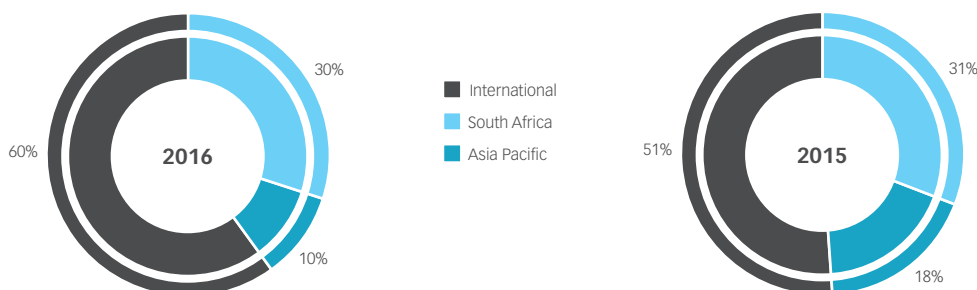 30%
60%
2016
10%
International
South Africa
Asia Pacific
31%
51%
2015
18%